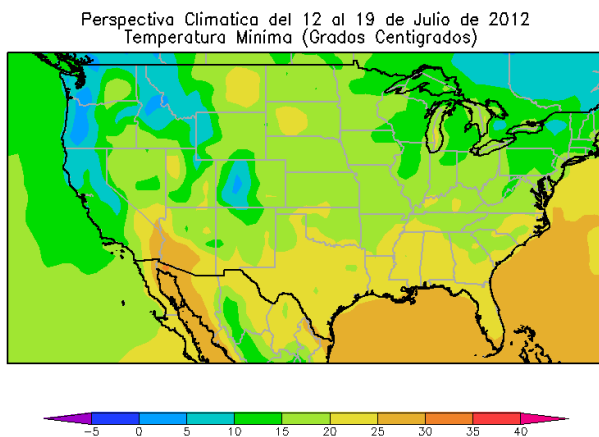 Perspectiva Climatica del 12 al 19 de Julio de 2012
Temperatura Mínima (Grados Centigrados)
-5 0 5 10 15 20 25 30 35 40